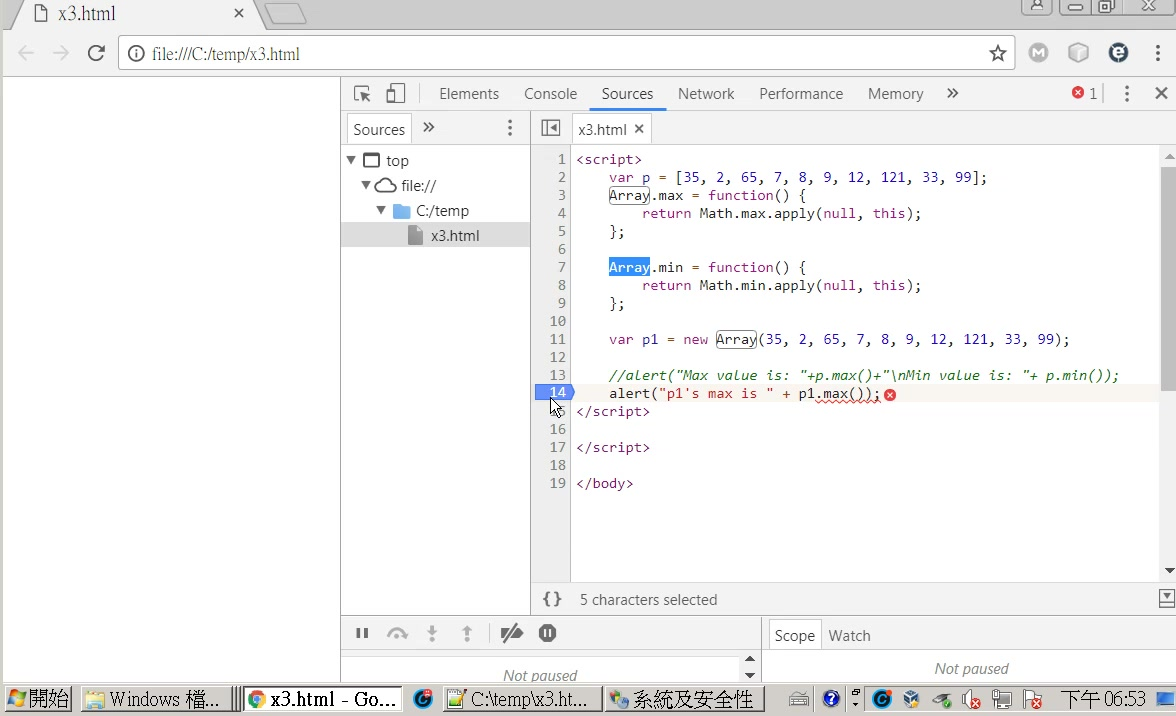 x3.html
file:///C:/temp/x3.html
Elements Console Sources Network Performance Memory » 1
Sources » x3.html
top
file://
C:/temp
x3.html
1 <script>
2 var p = [35, 2, 65, 7, 8, 9, 12, 121, 33, 99];
3 Array.max = function() {
4 return Math.max.apply(null, this);
5 };
6
7 Array.min = function() {
8 return Math.min.apply(null, this);
9 };
10
11 var p1 = new Array(35, 2, 65, 7, 8, 9, 12, 121, 33, 99);
12
13 //alert("Max value is: "+p.max()+"\nMin value is: "+ p.min());
14 alert("p1's max is " + p1.max());
15 </script>
16
17 </script>
18
19 </body>
{} 5 characters selected
Scope Watch
Not paused Not paused
開始 Windows 檔... x3.html - Go... C:\temp\x3.ht... 系統及安全性 下午 06:53